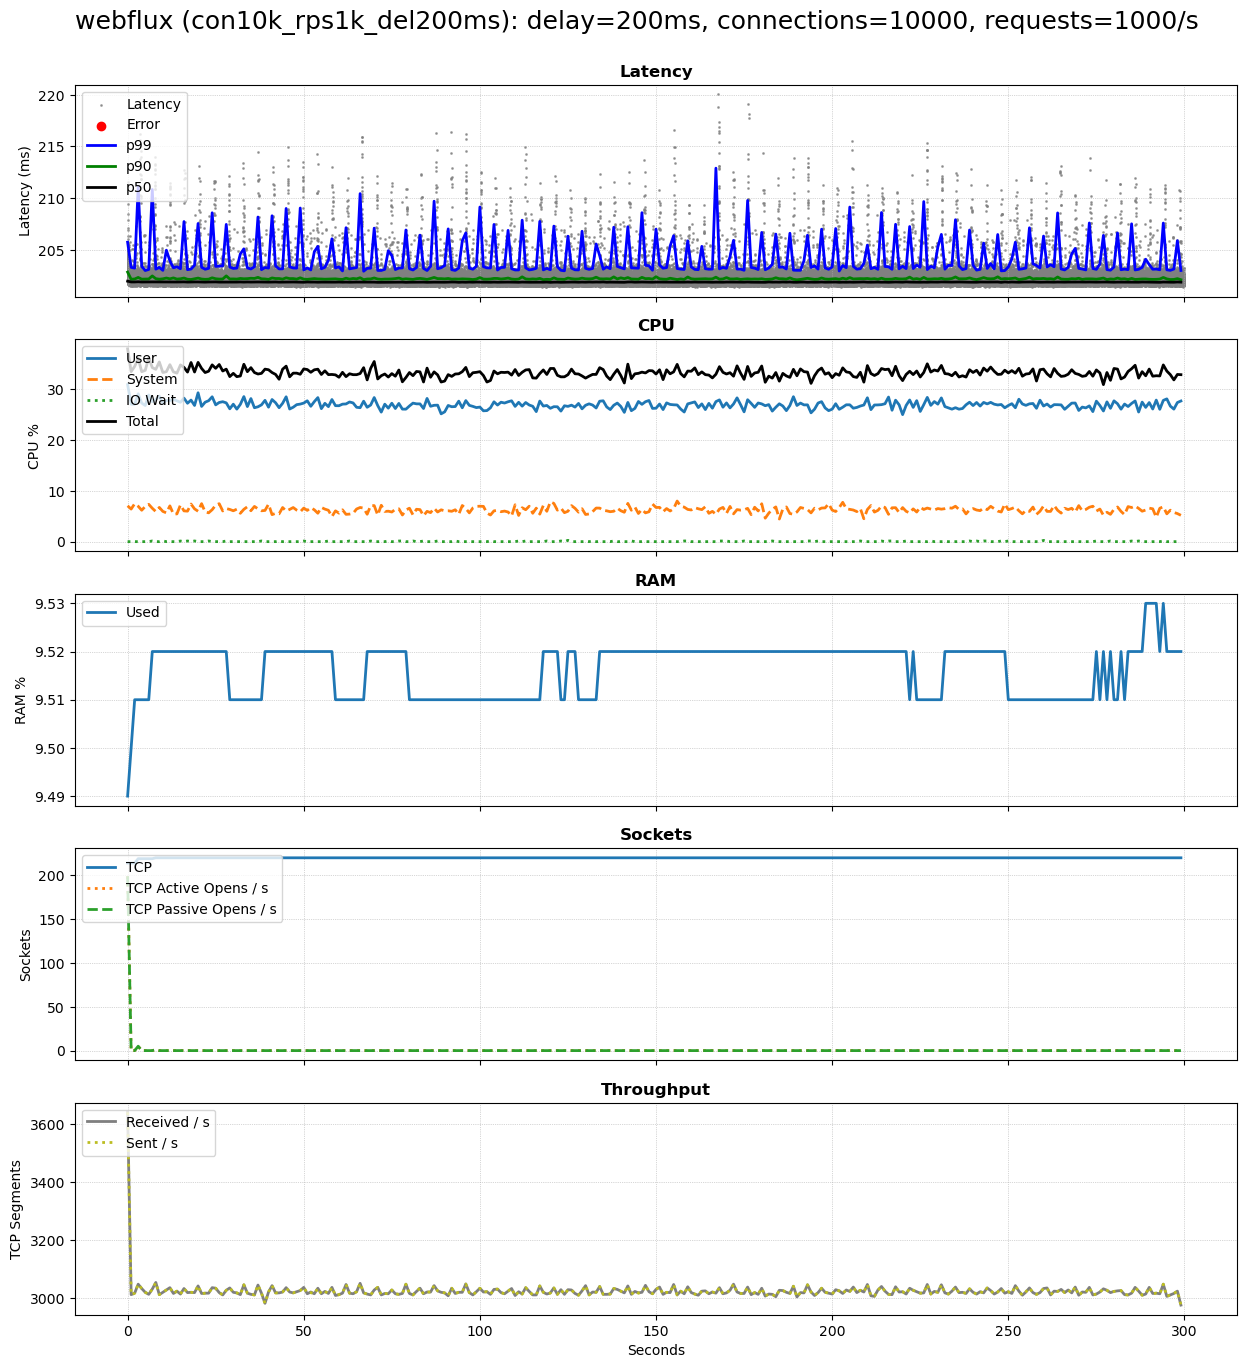 webflux (con10k_rps1k_del200ms): delay=200ms, connections=10000, requests=1000/s
Latency
220
215
210
205
Latency (ms)
Latency
Error
p99
p90
p50
CPU
30
20
10
0
CPU %
User
System
IO Wait
Total
RAM
9.53
9.52
9.51
9.50
9.49
RAM %
Used
Sockets
200
150
100
50
0
Sockets
TCP
TCP Active Opens / s
TCP Passive Opens / s
Throughput
3600
3400
3200
3000
TCP Segments
Received / s
Sent / s
0
50
100
150
200
250
300
Seconds